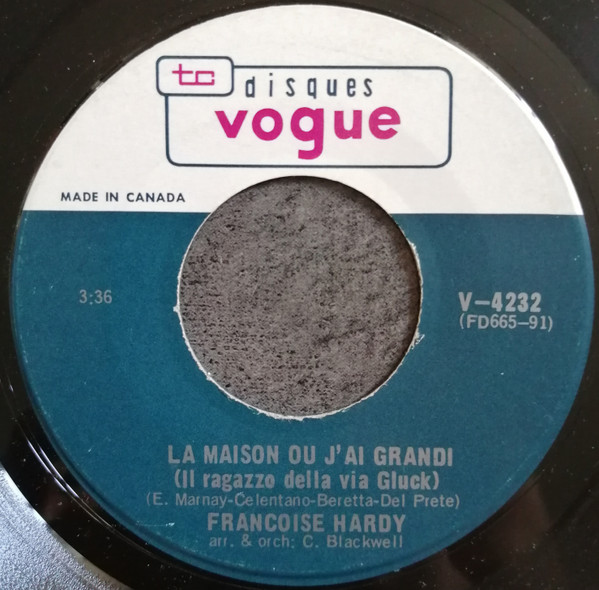 tc
disques
vogue
MADE IN CANADA
3:36
V-4232
(FD665-91)
LA MAISON OU J'AI GRANDI
(Il ragazzo della via Gluck)
(E. Marnay-Celentano-Beretta-Del Prete)
FRANCOISE HARDY
arr. & orch: C. Blackwell